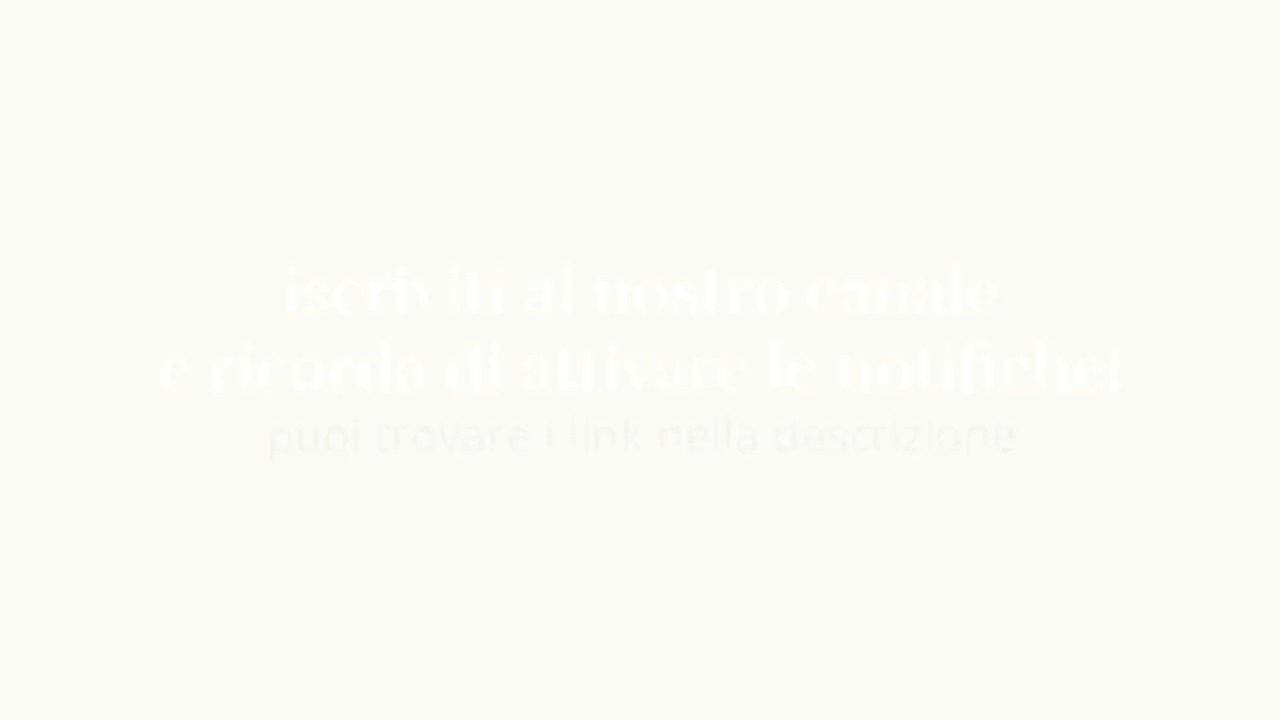 iscriviti al nostro canale
e ricorda di attivare le notifiche!
puoi trovare i link nella descrizione